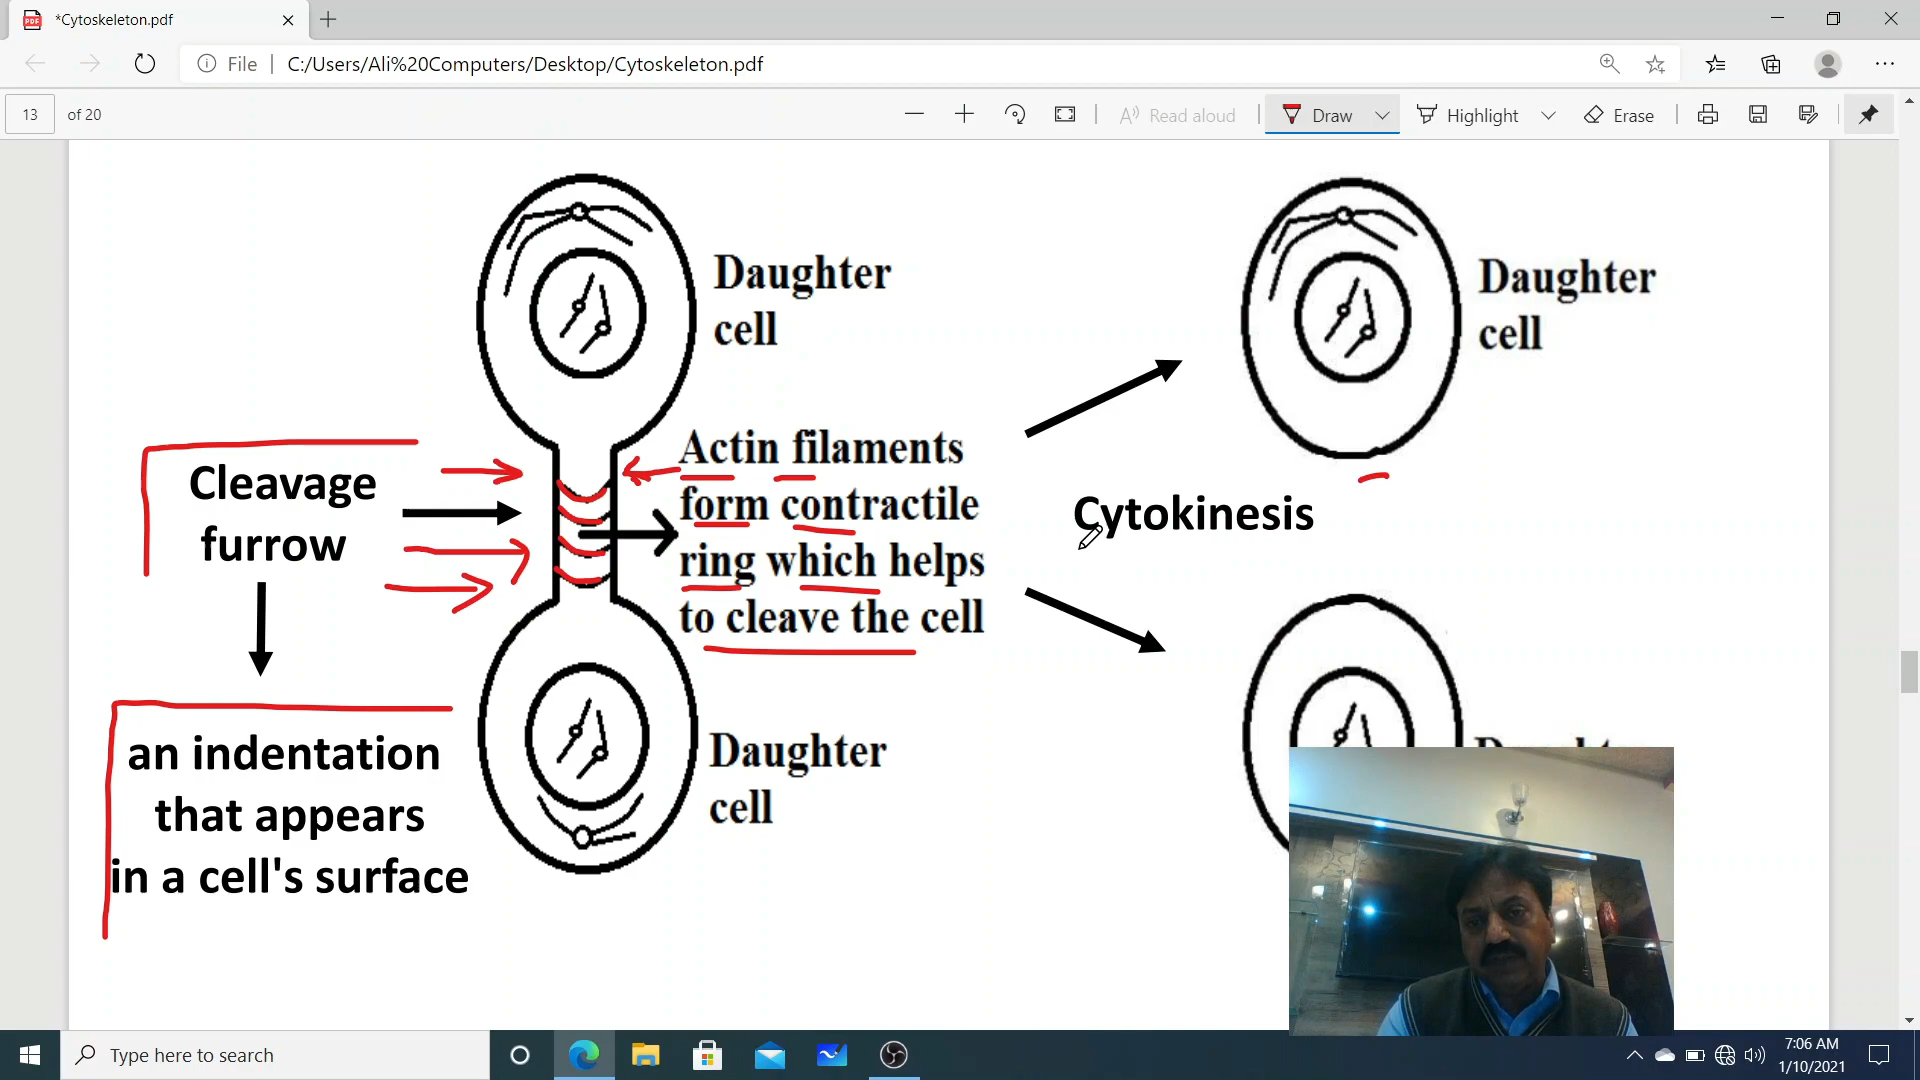 *Cytoskeleton.pdf
File
C:/Users/Ali%20Computers/Desktop/Cytoskeleton.pdf
13
of 20
Read aloud
Draw
Highlight
Erase
Daughter
cell
Daughter
cell
Actin filaments
form contractile
ring which helps
to cleave the cell
Cleavage
furrow
Cytokinesis
an indentation
that appears
in a cell's surface
Daughter
cell
Type here to search
7:06 AM
1/10/2021